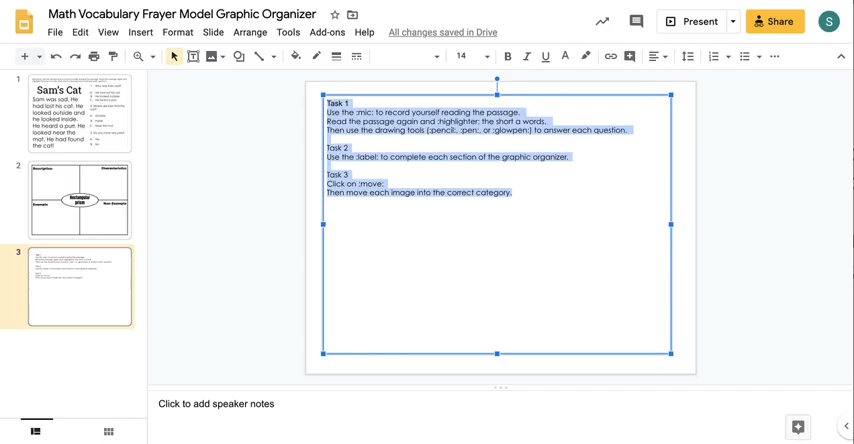 Math Vocabulary Frayer Model Graphic Organizer
File Edit View Insert Format Slide Arrange Tools Add-ons Help All changes saved in Drive
Present
Share
S
14
B I U A
1
Sam's Cat
Sam was sad. He
had lost his cat. He
looked outside and
he looked inside.
He heard a purr. He
looked near the
mat. He had found
the cat!
2
Description
Characteristics
Rectangular
prism
Example
Non-Example
3
Task 1
Use the :mic: to record yourself reading the passage.
Read the passage again and :highlighter: the short a words.
Then use the drawing tools (:pencil:, :pen:, or :glowpen:) to answer each question.
Task 2
Use the :label: to complete each section of the graphic organizer.
Task 3
Click on :move:
Then move each image into the correct category.
Click to add speaker notes